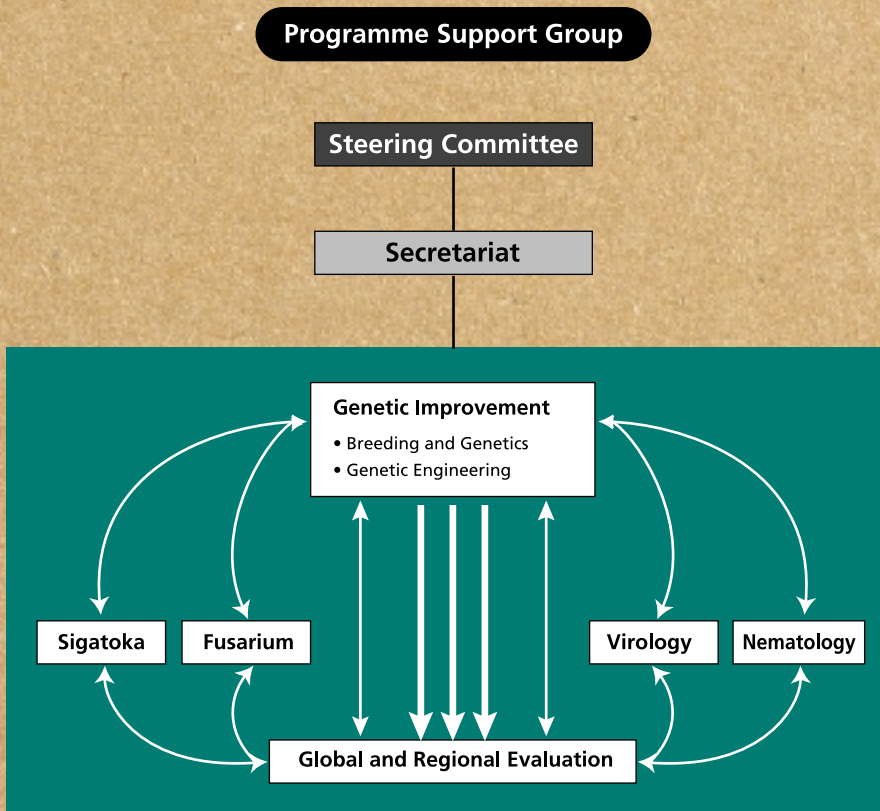 Programme Support Group
Steering Committee
Secretariat
Genetic Improvement
• Breeding and Genetics
• Genetic Engineering
Sigatoka
Fusarium
Virology
Nematology
Global and Regional Evaluation